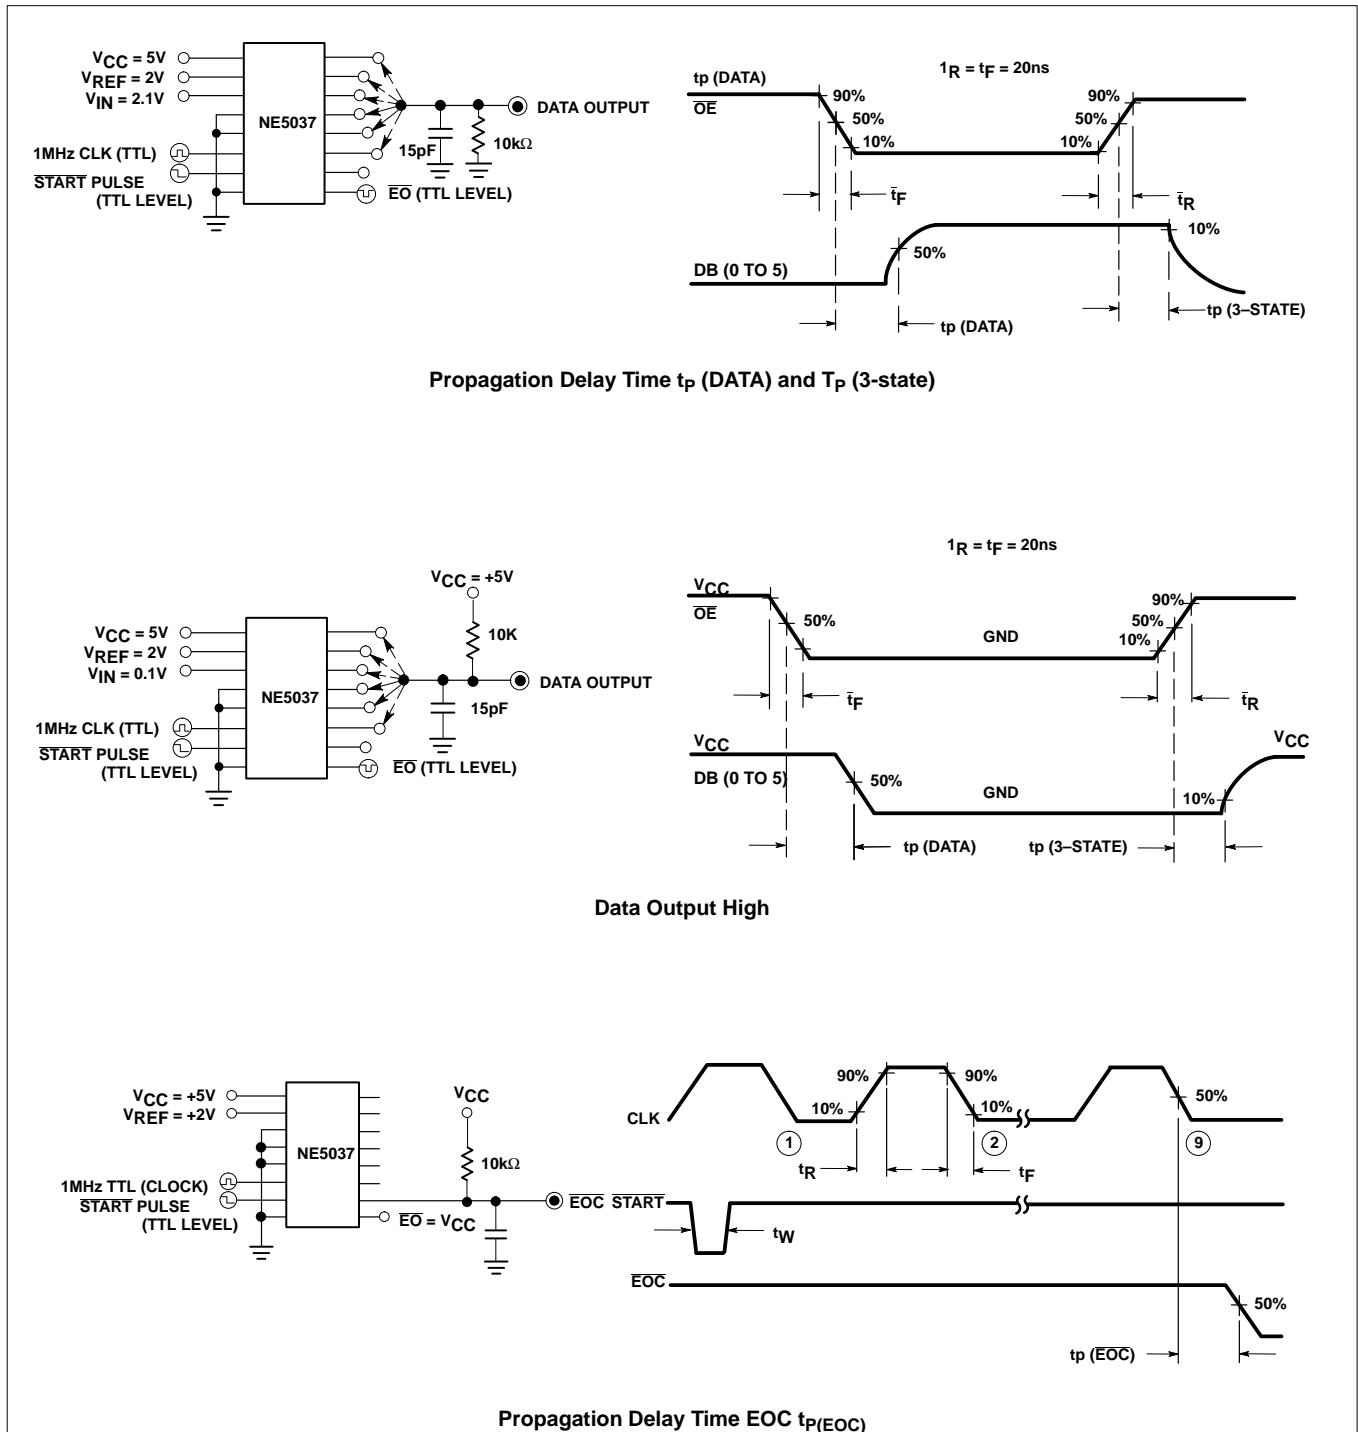 VCC = 5V
VREF = 2V
VIN = 2.1V
NE5037
1MHz CLK (TTL)
START PULSE
(TTL LEVEL)
15pF
10kΩ
DATA OUTPUT
EO (TTL LEVEL)
1R = tF = 20ns
tp (DATA)
OE
90%
50%
10%
90%
50%
10%
tF
tR
10%
50%
DB (0 TO 5)
tp (DATA)
tp (3–STATE)
Propagation Delay Time tP (DATA) and TP (3-state)
VCC = +5V
10K
VCC = 5V
VREF = 2V
VIN = 0.1V
NE5037
1MHz CLK (TTL)
START PULSE
(TTL LEVEL)
15pF
DATA OUTPUT
EO (TTL LEVEL)
1R = tF = 20ns
VCC
OE
50%
GND
90%
50%
10%
tF
tR
VCC
DB (0 TO 5)
50%
GND
VCC
10%
tp (DATA)
tp (3–STATE)
Data Output High
VCC = +5V
VREF = +2V
NE5037
1MHz TTL (CLOCK)
START PULSE
(TTL LEVEL)
VCC
10kΩ
EO = VCC
EOC
CLK
90%
10%
90%
10%
50%
1
2
9
tR
tF
START
tW
EOC
50%
tp (EOC)
Propagation Delay Time EOC tP(EOC)